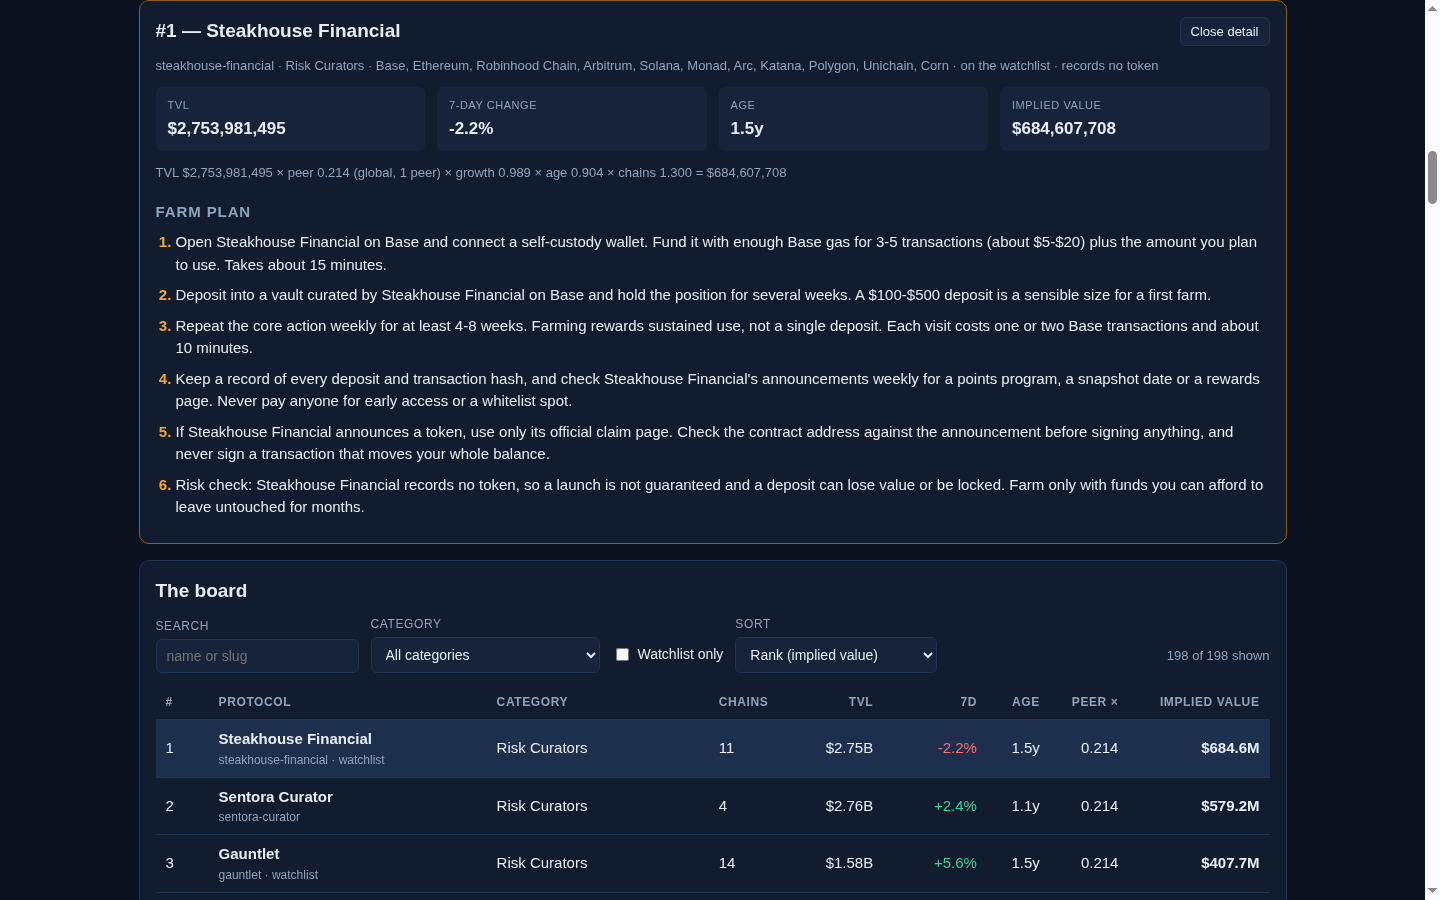 #1 — Steakhouse Financial
Close detail
steakhouse-financial · Risk Curators · Base, Ethereum, Robinhood Chain, Arbitrum, Solana, Monad, Arc, Katana, Polygon, Unichain, Corn · on the watchlist · records no token
TVL
$2,753,981,495
7-DAY CHANGE
-2.2%
AGE
1.5y
IMPLIED VALUE
$684,607,708
TVL $2,753,981,495 × peer 0.214 (global, 1 peer) × growth 0.989 × age 0.904 × chains 1.300 = $684,607,708
FARM PLAN
1. Open Steakhouse Financial on Base and connect a self-custody wallet. Fund it with enough Base gas for 3-5 transactions (about $5-$20) plus the amount you plan
to use. Takes about 15 minutes.
2. Deposit into a vault curated by Steakhouse Financial on Base and hold the position for several weeks. A $100-$500 deposit is a sensible size for a first farm.
3. Repeat the core action weekly for at least 4-8 weeks. Farming rewards sustained use, not a single deposit. Each visit costs one or two Base transactions and about
10 minutes.
4. Keep a record of every deposit and transaction hash, and check Steakhouse Financial's announcements weekly for a points program, a snapshot date or a rewards
page. Never pay anyone for early access or a whitelist spot.
5. If Steakhouse Financial announces a token, use only its official claim page. Check the contract address against the announcement before signing anything, and
never sign a transaction that moves your whole balance.
6. Risk check: Steakhouse Financial records no token, so a launch is not guaranteed and a deposit can lose value or be locked. Farm only with funds you can afford to
leave untouched for months.
The board
SEARCH
name or slug
CATEGORY
All categories
Watchlist only
SORT
Rank (implied value)
198 of 198 shown
# PROTOCOL CATEGORY CHAINS TVL 7D AGE PEER × IMPLIED VALUE
1 Steakhouse Financial Risk Curators 11 $2.75B -2.2% 1.5y 0.214 $684.6M
steakhouse-financial · watchlist
2 Sentora Curator Risk Curators 4 $2.76B +2.4% 1.1y 0.214 $579.2M
sentora-curator
3 Gauntlet Risk Curators 14 $1.58B +5.6% 1.5y 0.214 $407.7M
gauntlet · watchlist